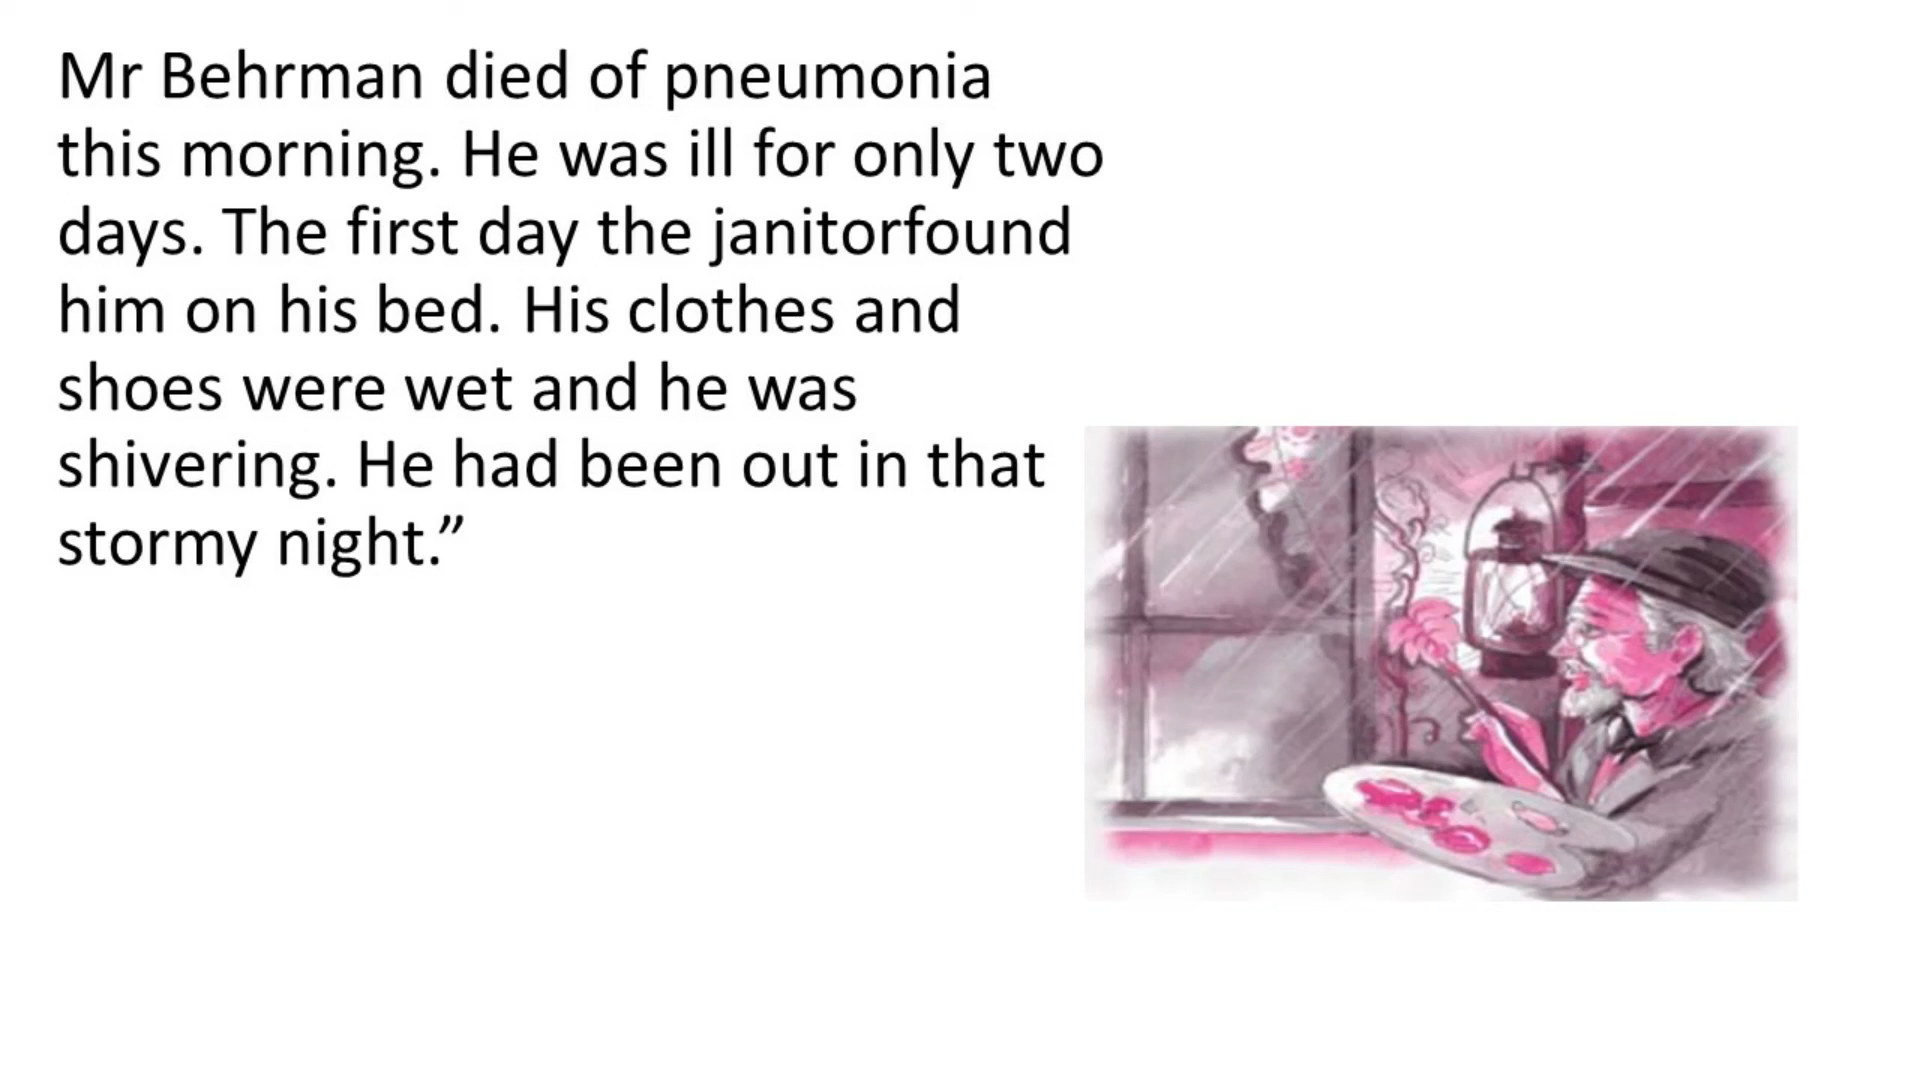 Mr Behrman died of pneumonia
this morning. He was ill for only two
days. The first day the janitorfound
him on his bed. His clothes and
shoes were wet and he was
shivering. He had been out in that
stormy night.”